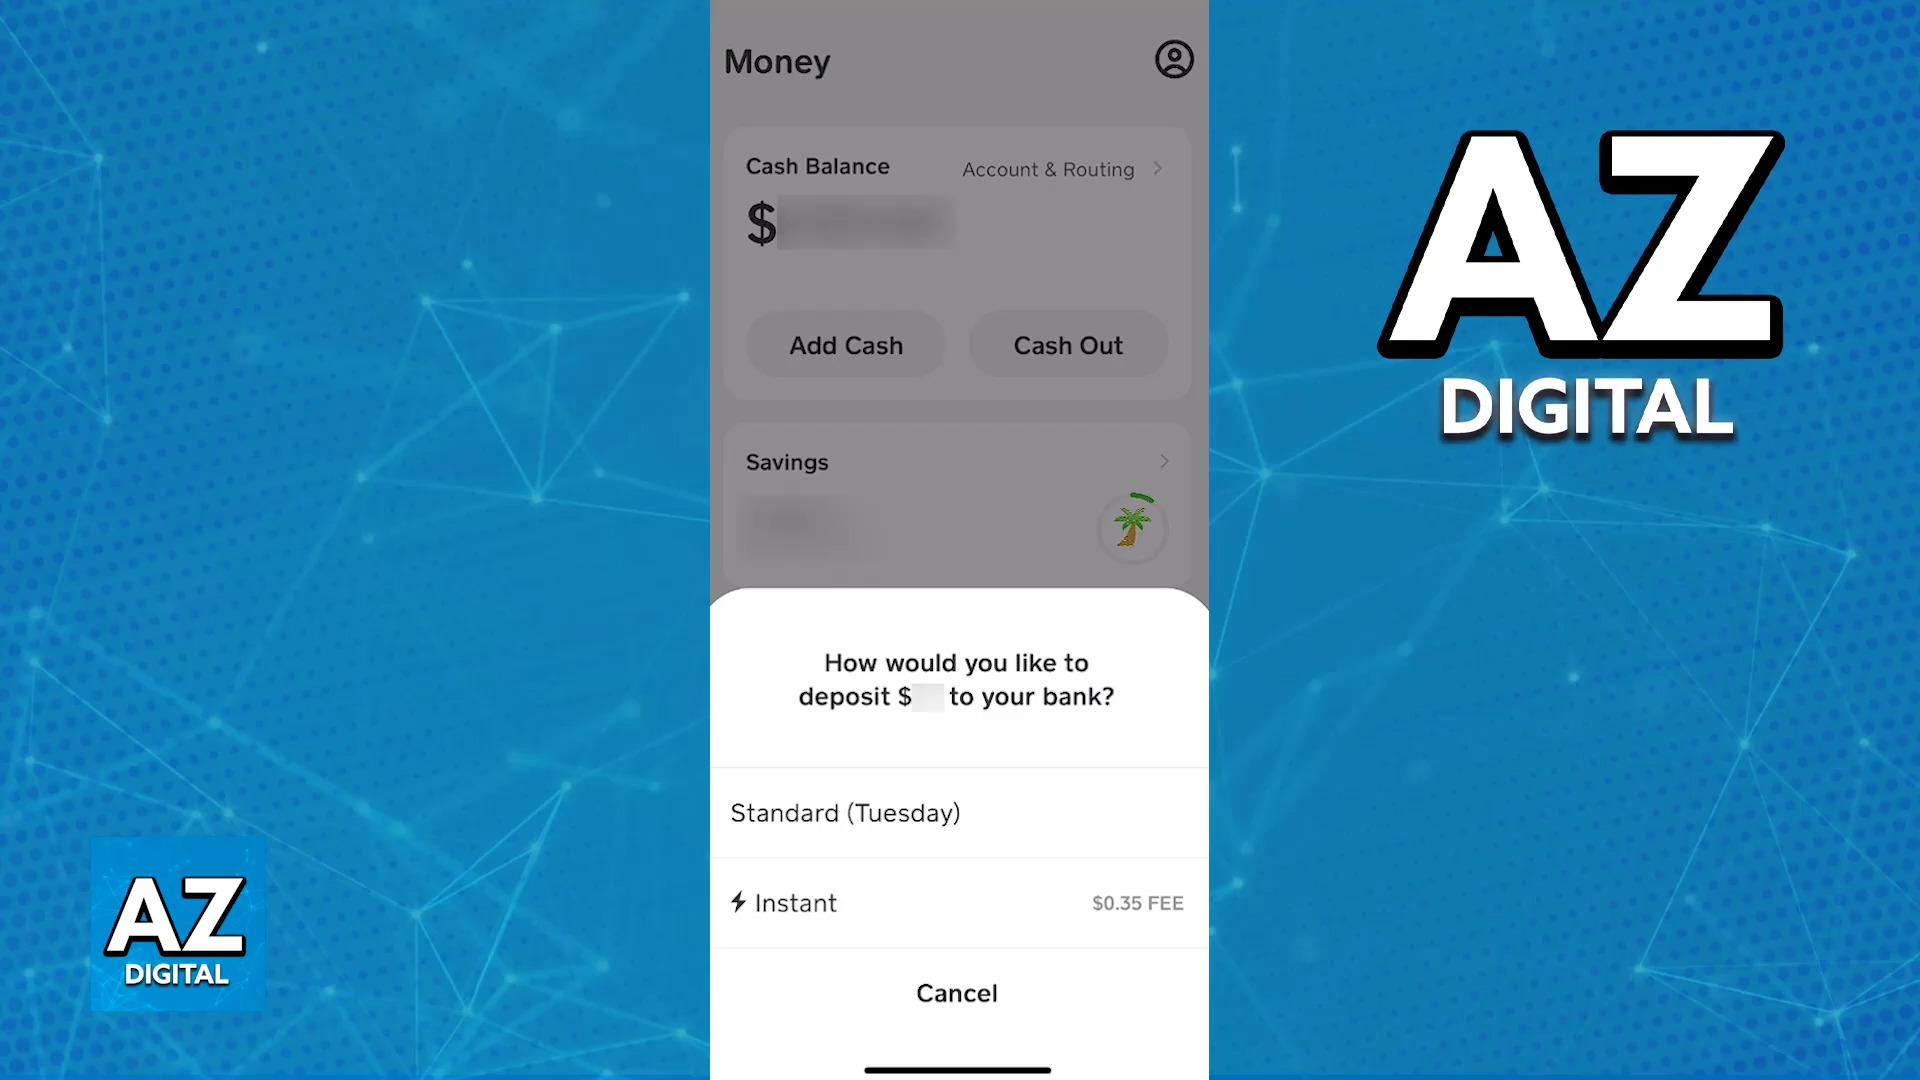 Money
Cash Balance
Account & Routing
$
Add Cash
Cash Out
Savings
How would you like to
deposit $ to your bank?
Standard (Tuesday)
Instant
$0.35 FEE
Cancel
AZ
DIGITAL
AZ
DIGITAL